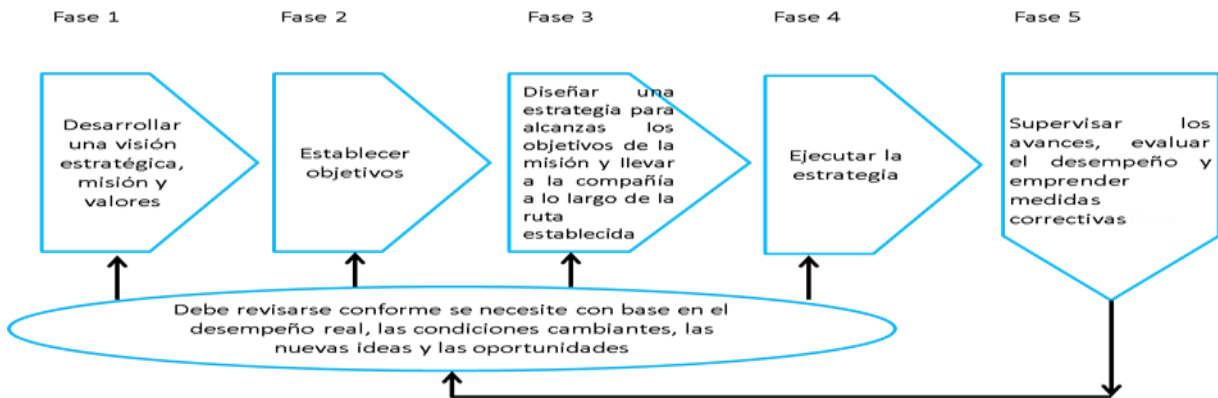 Fase 1
Fase 2
Fase 3
Fase 4
Fase 5
Desarrollar
una visión
estratégica,
misión y
valores
Establecer
objetivos
Diseñar una
estrategia para
alcanzas los
objetivos de la
misión y llevar
a la compañía
a lo largo de la
ruta
establecida
Ejecutar la
estrategia
Supervisar los
avances, evaluar
el desempeño y
emprender
medidas
correctivas
Debe revisarse conforme se necesite con base en el
desempeño real, las condiciones cambiantes, las
nuevas ideas y las oportunidades